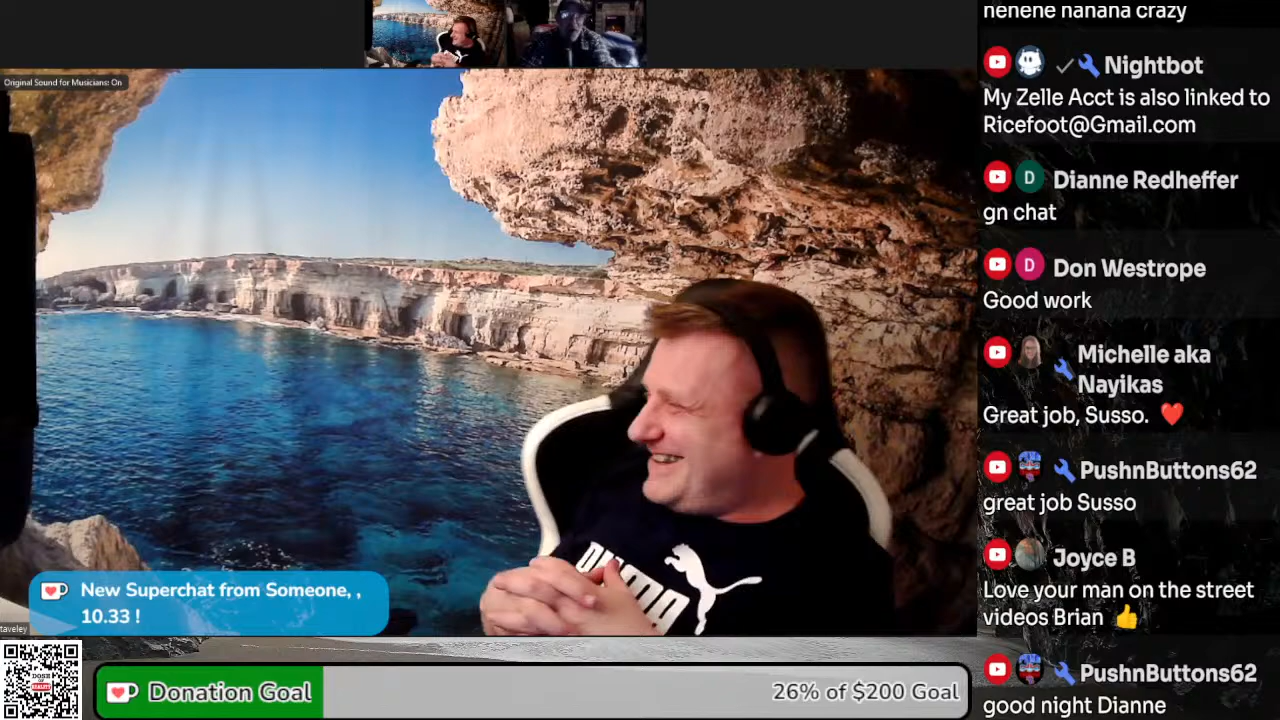 Original Sound for Musicians: On
nenene nanana crazy
Nightbot
My Zelle Acct is also linked to
Ricefoot@Gmail.com
D Dianne Redheffer
gn chat
D Don Westrope
Good work
Michelle aka
Nayikas
Great job, Susso. ❤️
PushnButtons62
great job Susso
Joyce B
Love your man on the street
videos Brian 👍
PushnButtons62
good night Dianne
PUMA
New Superchat from Someone, ,
10.33 !
taveley
Donation Goal
26% of $200 Goal